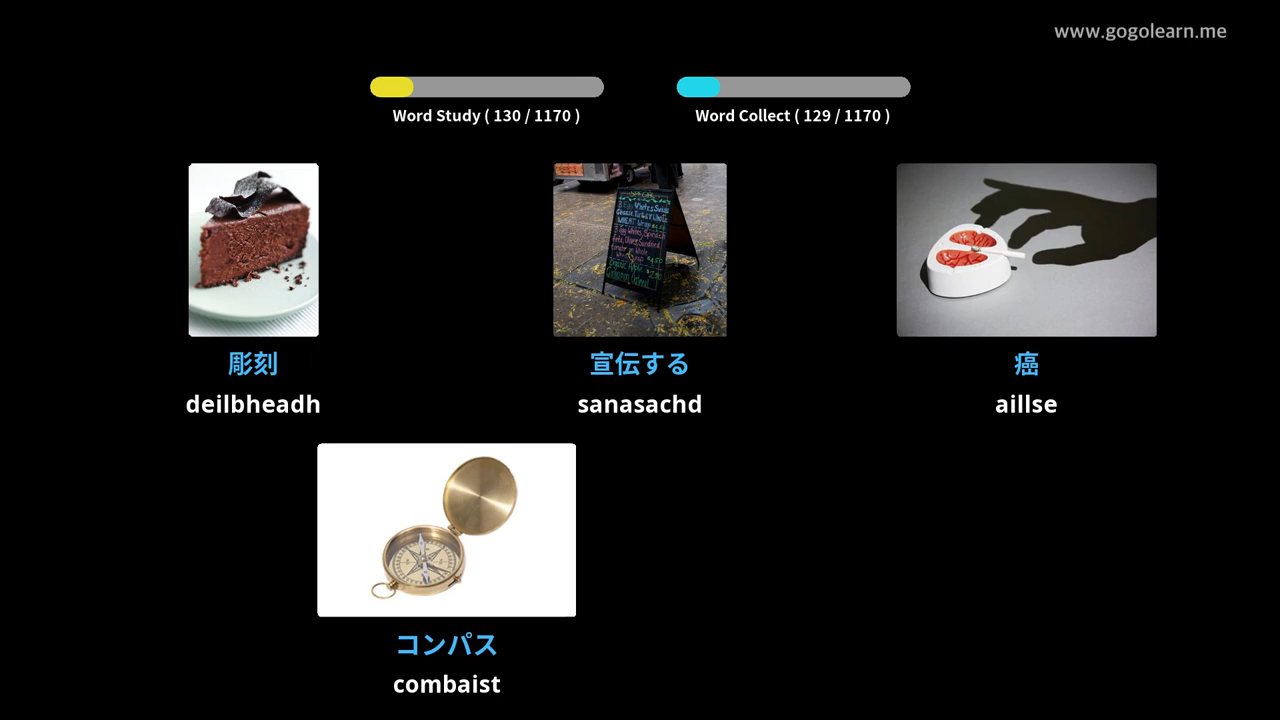 www.gogolearn.me
Word Study ( 130 / 1170 )
Word Collect ( 129 / 1170 )
彫刻
deilbheadh
宣伝する
sanasachd
癌
aillse
コンパス
combaist